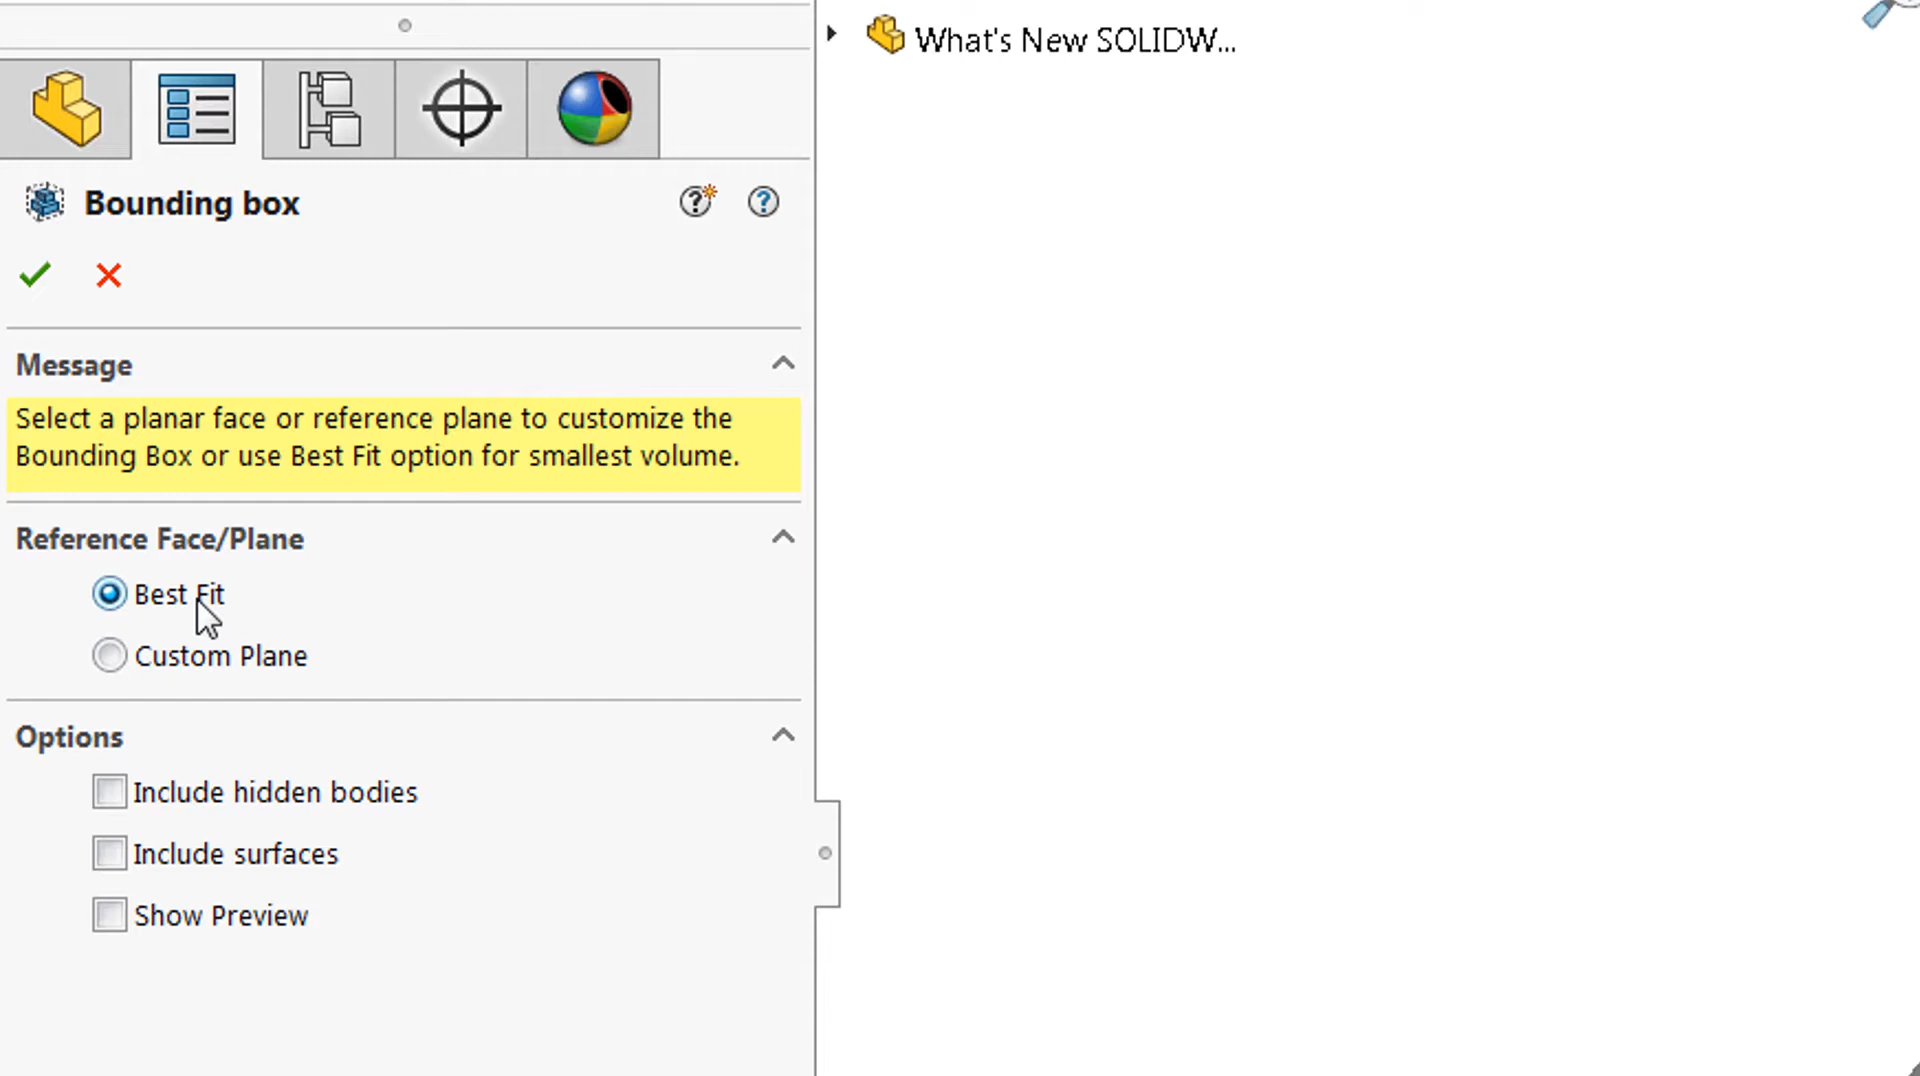 What's New SOLIDW...
Bounding box
Message
Select a planar face or reference plane to customize the
Bounding Box or use Best Fit option for smallest volume.
Reference Face/Plane
Best Fit
Custom Plane
Options
Include hidden bodies
Include surfaces
Show Preview